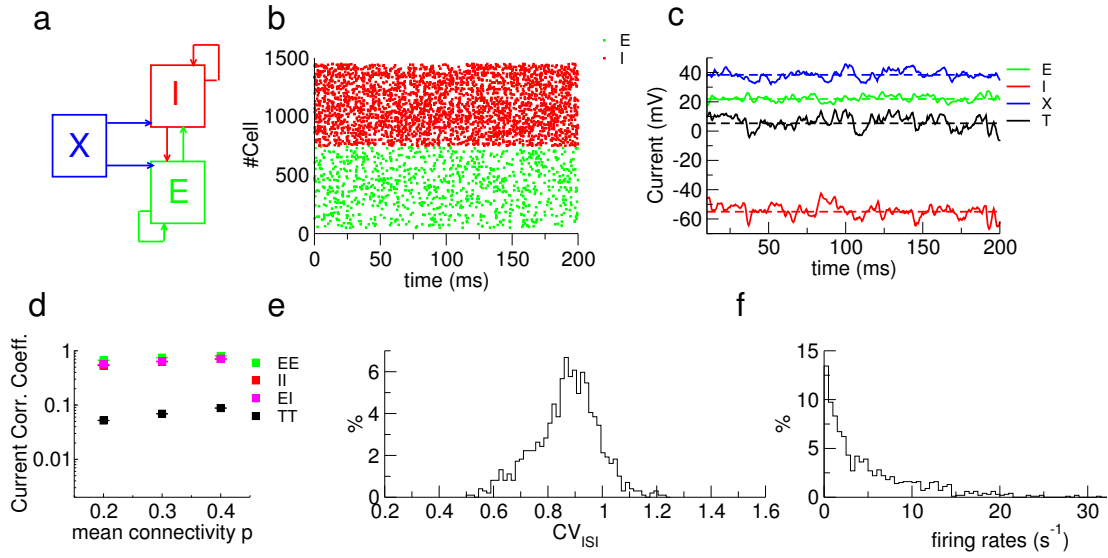 a
I
X
E
b
E
I
#Cell
1500
1000
500
0
0 50 100 150 200
time (ms)
c
Current (mV)
40
20
0
-20
-40
-60
50 100 150 200
time (ms)
E
I
X
T
d
Current Corr. Coeff.
1
0.1
0.01
0.2 0.3 0.4
mean connectivity p
EE
II
EI
TT
e
%
6
4
2
0
0.2 0.4 0.6 0.8 1 1.2 1.4 1.6
CV_ISI
f
%
15
10
5
0
0 10 20 30
firing rates (s⁻¹)